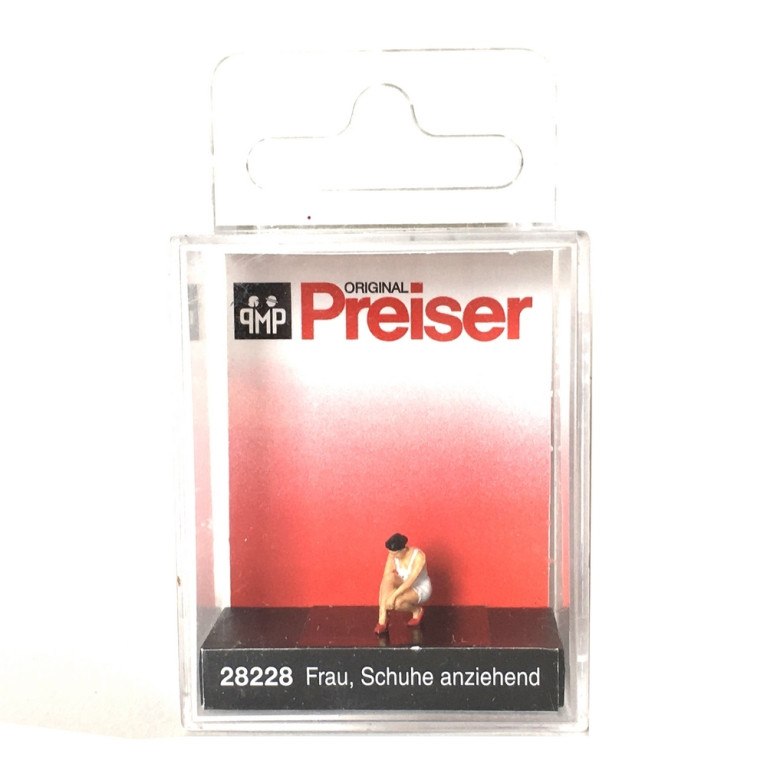 ORIGINAL
PMP Preiser
28228 Frau, Schuhe anziehend